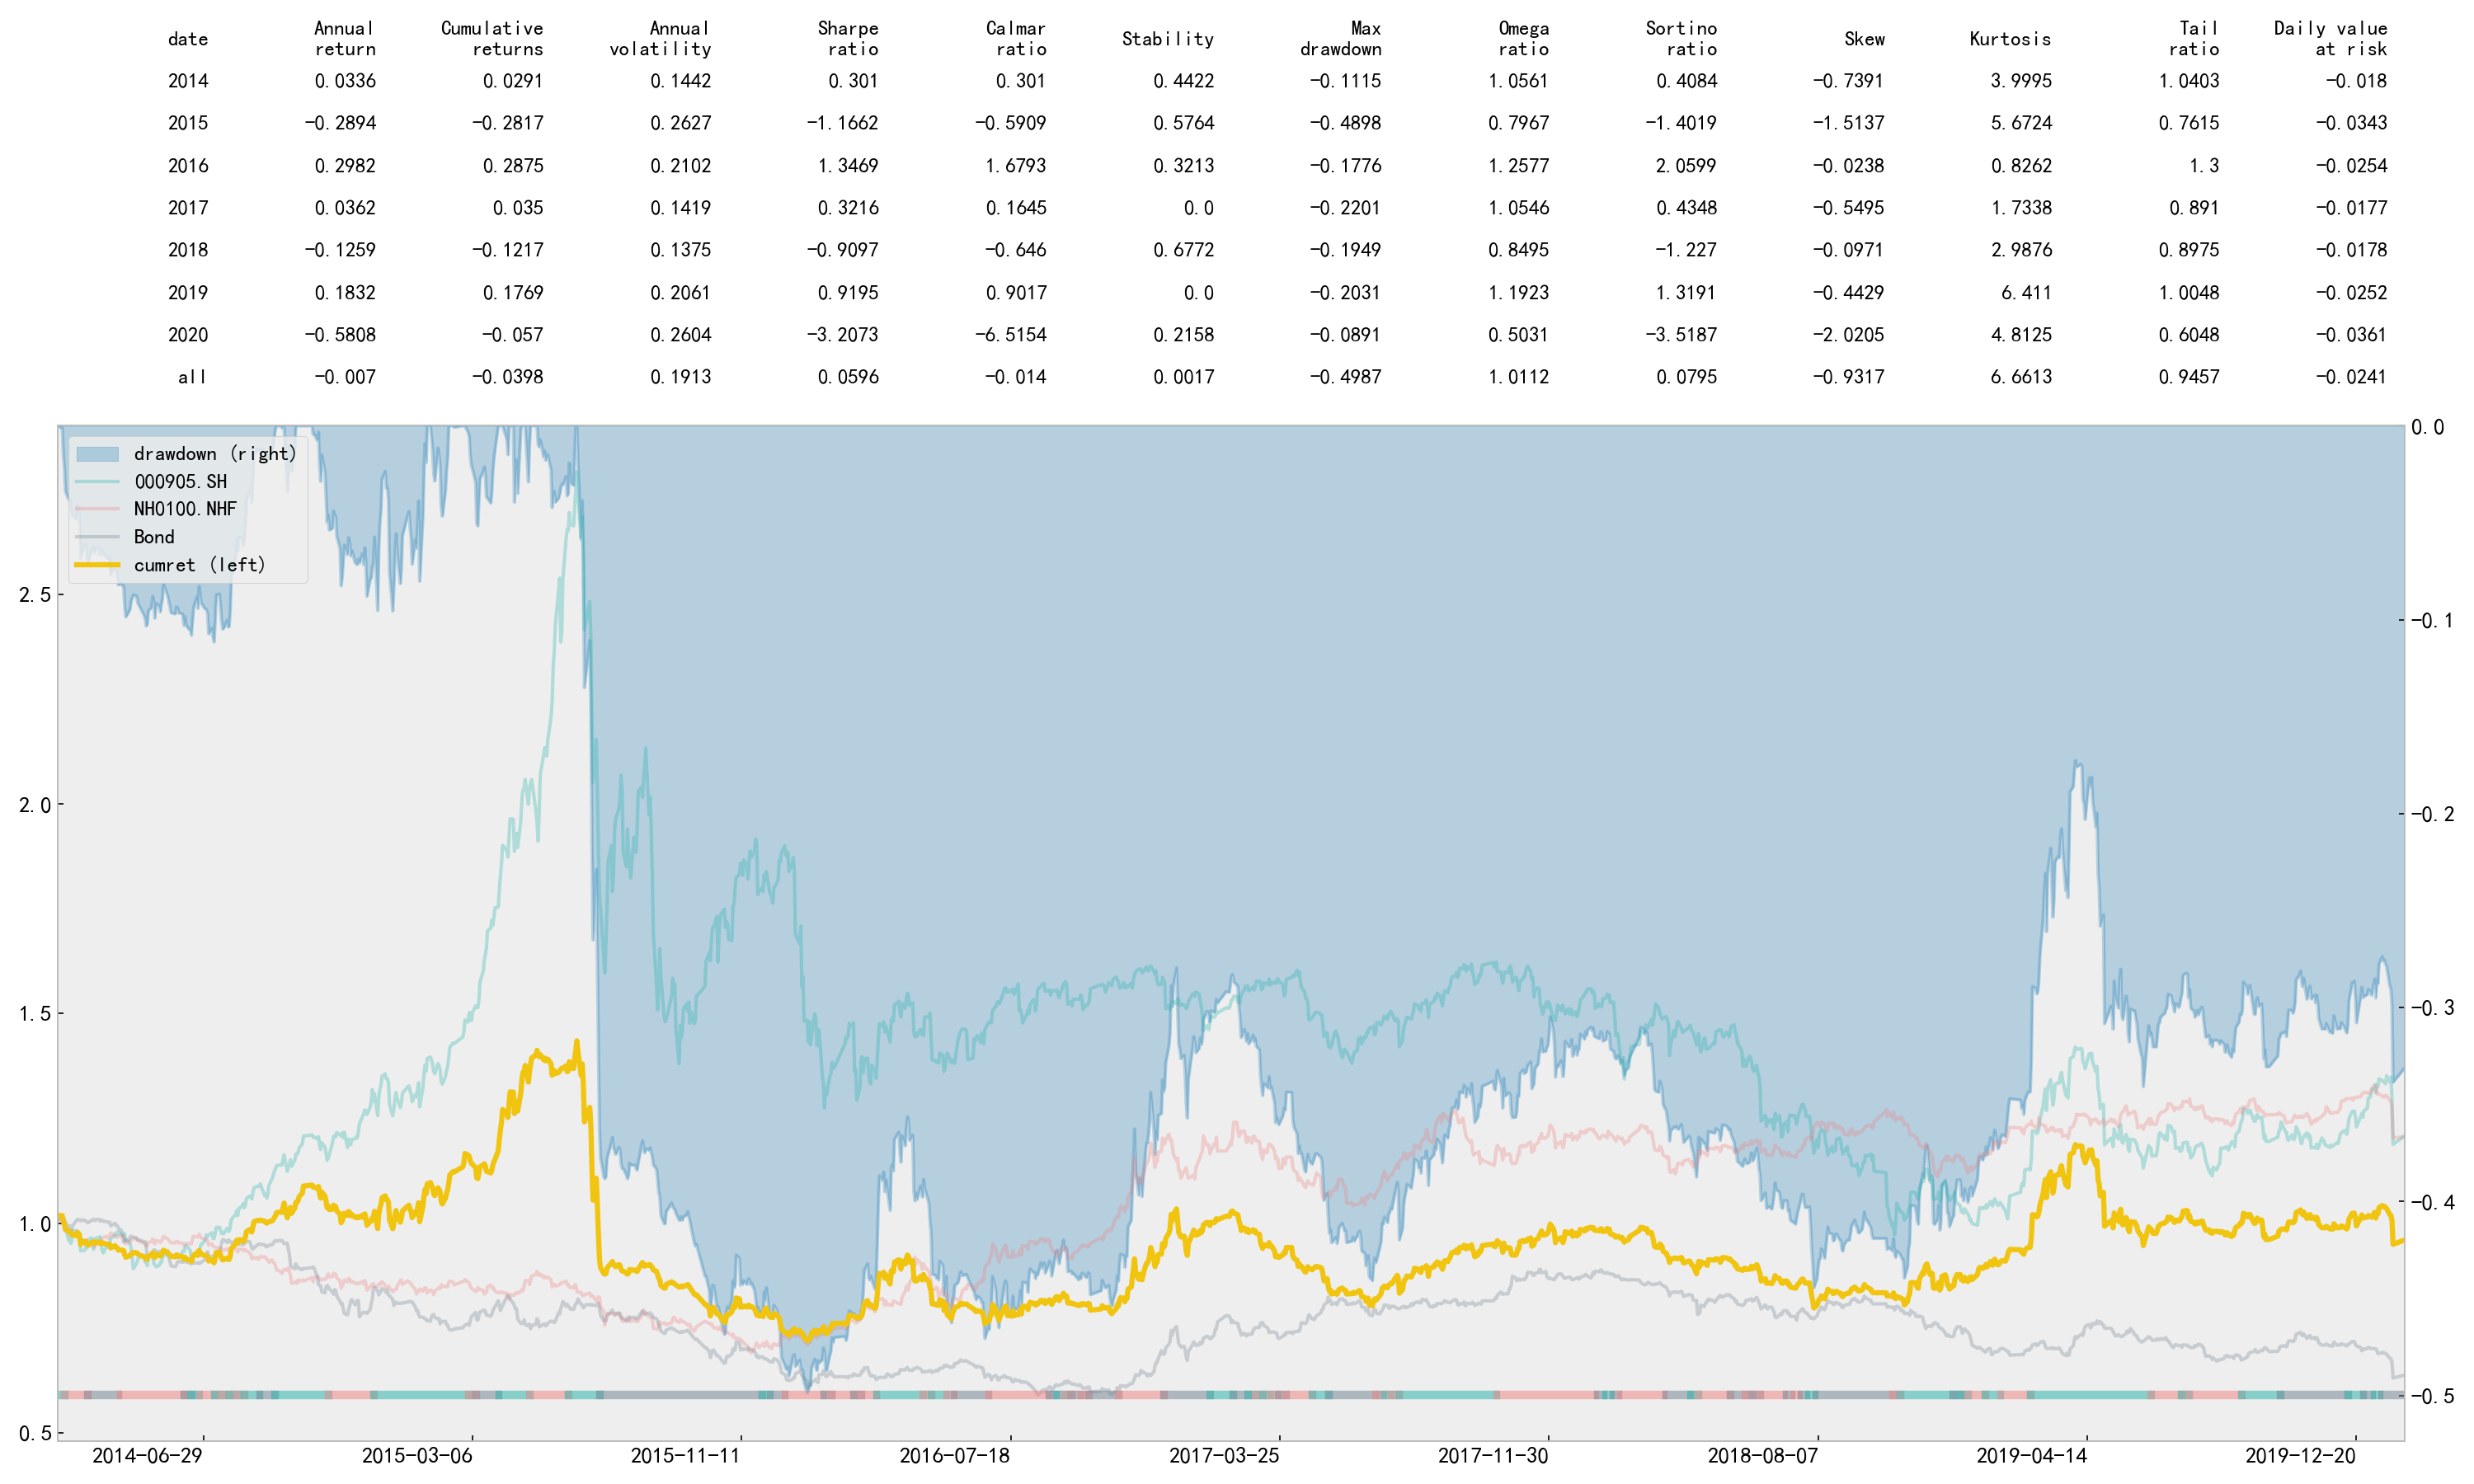 date Annual return Cumulative returns Annual volatility Sharpe ratio Calmar ratio Stability Max drawdown Omega ratio Sortino ratio Skew Kurtosis Tail ratio Daily value at risk
2014 0.0336 0.0291 0.1442 0.301 0.301 0.4422 -0.1115 1.0561 0.4084 -0.7391 3.9995 1.0403 -0.018
2015 -0.2894 -0.2817 0.2627 -1.1662 -0.5909 0.5764 -0.4898 0.7967 -1.4019 -1.5137 5.6724 0.7615 -0.0343
2016 0.2982 0.2875 0.2102 1.3469 1.6793 0.3213 -0.1776 1.2577 2.0599 -0.0238 0.8262 1.3 -0.0254
2017 0.0362 0.035 0.1419 0.3216 0.1645 0.0 -0.2201 1.0546 0.4348 -0.5495 1.7338 0.891 -0.0177
2018 -0.1259 -0.1217 0.1375 -0.9097 -0.646 0.6772 -0.1949 0.8495 -1.227 -0.0971 2.9876 0.8975 -0.0178
2019 0.1832 0.1769 0.2061 0.9195 0.9017 0.0 -0.2031 1.1923 1.3191 -0.4429 6.411 1.0048 -0.0252
2020 -0.5808 -0.057 0.2604 -3.2073 -6.5154 0.2158 -0.0891 0.5031 -3.5187 -2.0205 4.8125 0.6048 -0.0361
all -0.007 -0.0398 0.1913 0.0596 -0.014 0.0017 -0.4987 1.0112 0.0795 -0.9317 6.6613 0.9457 -0.0241
drawdown (right)
000905.SH
NH0100.NHF
Bond
cumret (left)
2.5
2.0
1.5
1.0
0.5
0.0
-0.1
-0.2
-0.3
-0.4
-0.5
2014-06-29 2015-03-06 2015-11-11 2016-07-18 2017-03-25 2017-11-30 2018-08-07 2019-04-14 2019-12-20